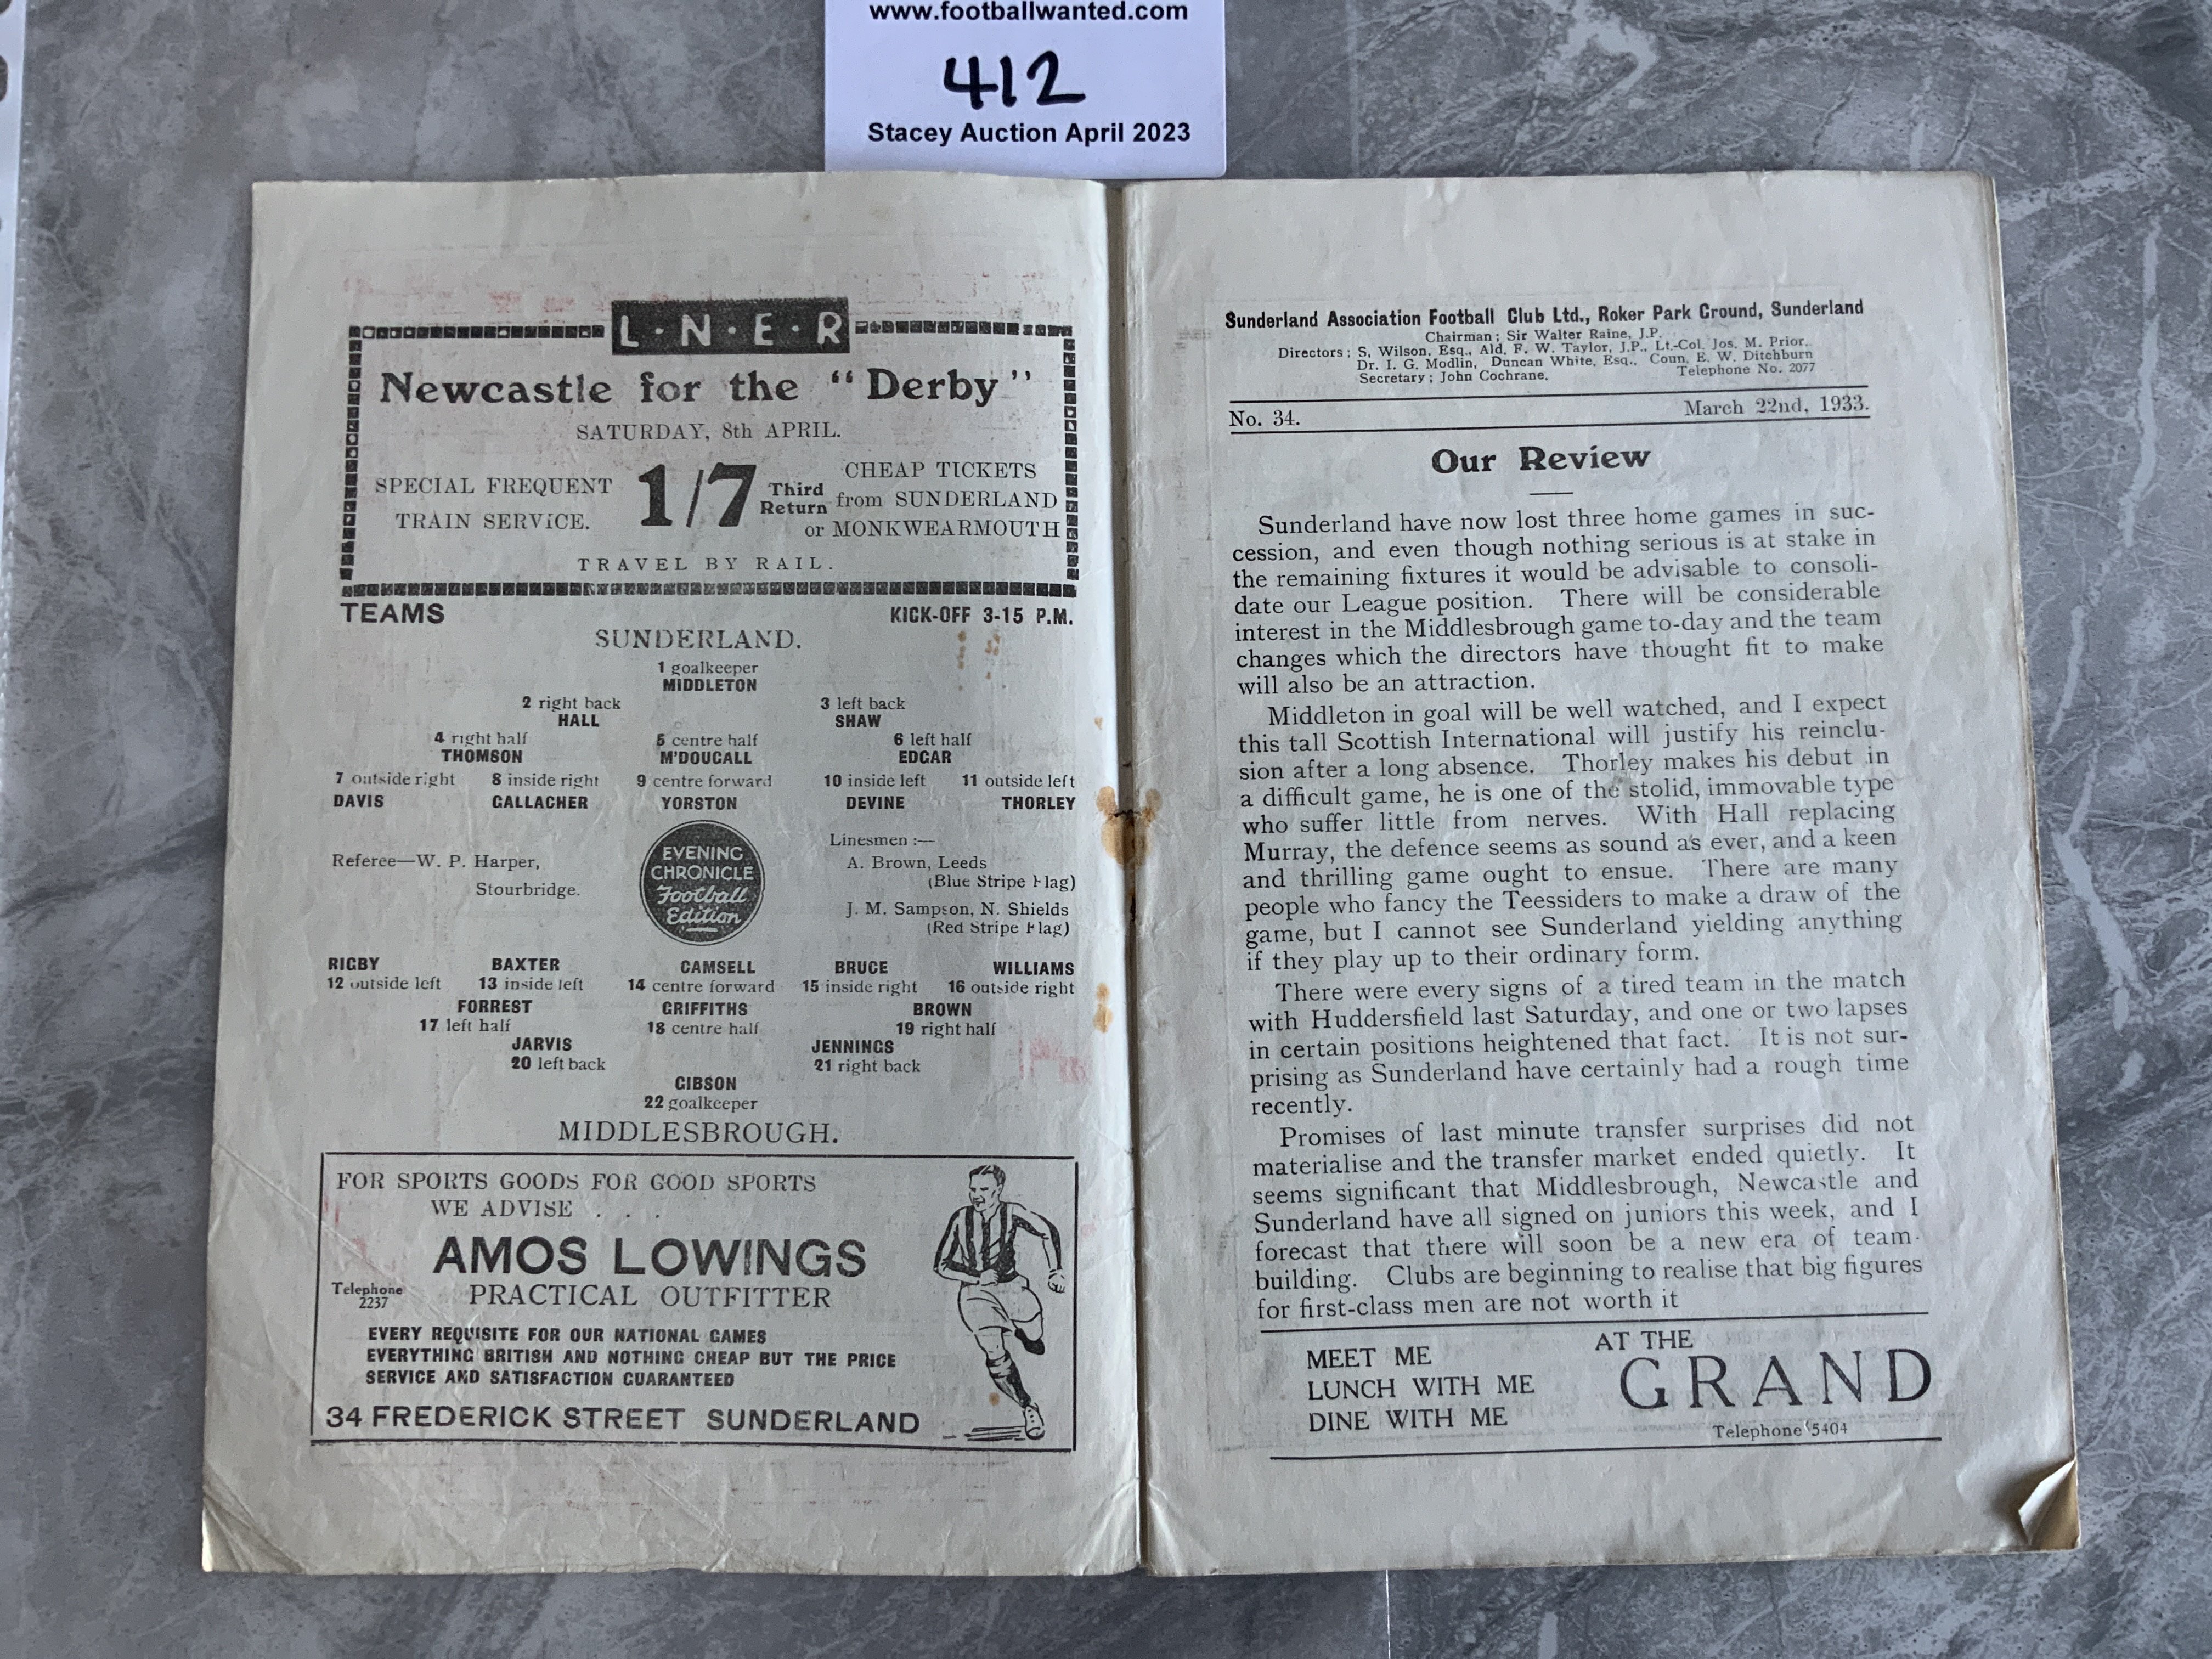 www.footballwanted.com
412
Stacey Auction April 2023
L·N·E·R
Newcastle for the "Derby"
SATURDAY, 8th APRIL.
SPECIAL FREQUENT
TRAIN SERVICE.
1/7
Third
Return
CHEAP TICKETS
from SUNDERLAND
or MONKWEARMOUTH
TRAVEL BY RAIL.
TEAMS KICK-OFF 3-15 P.M.
SUNDERLAND.
1 goalkeeper
MIDDLETON
2 right back 3 left back
HALL SHAW
4 right half 5 centre half 6 left half
THOMSON M'DOUGALL EDGAR
7 outside right 8 inside right 9 centre forward 10 inside left 11 outside left
DAVIS GALLACHER YORSTON DEVINE THORLEY
Referee—W. P. Harper,
Stourbridge.
EVENING
CHRONICLE
Football
Edition
Linesmen :—
A. Brown, Leeds
(Blue Stripe Flag)
J. M. Sampson, N. Shields
(Red Stripe Flag)
RIGBY BAXTER CAMSELL BRUCE WILLIAMS
12 outside left 13 inside left 14 centre forward 15 inside right 16 outside right
FORREST GRIFFITHS BROWN
17 left half 18 centre half 19 right half
JARVIS JENNINGS
20 left back 21 right back
GIBSON
22 goalkeeper
MIDDLESBROUGH.
FOR SPORTS GOODS FOR GOOD SPORTS
WE ADVISE . . .
AMOS LOWINGS
Telephone
2237
PRACTICAL OUTFITTER
EVERY REQUISITE FOR OUR NATIONAL GAMES
EVERYTHING BRITISH AND NOTHING CHEAP BUT THE PRICE
SERVICE AND SATISFACTION GUARANTEED
34 FREDERICK STREET SUNDERLAND
Sunderland Association Football Club Ltd., Roker Park Ground, Sunderland
Chairman: Sir Walter Raine, J.P.
Directors: S. Wilson, Esq., Ald. F. W. Taylor, J.P., Lt.-Col. Jos. M. Prior,
Dr. I. G. Modlin, Duncan White, Esq., Coun. E. W. Ditchburn
Secretary: John Cochrane. Telephone No. 2077
No. 34. March 22nd, 1933.
Our Review
Sunderland have now lost three home games in suc-
cession, and even though nothing serious is at stake in
the remaining fixtures it would be advisable to consoli-
date our League position. There will be considerable
interest in the Middlesbrough game to-day and the team
changes which the directors have thought fit to make
will also be an attraction.
Middleton in goal will be well watched, and I expect
this tall Scottish International will justify his reinclu-
sion after a long absence. Thorley makes his debut in
a difficult game, he is one of the stolid, immovable type
who suffer little from nerves. With Hall replacing
Murray, the defence seems as sound as ever, and a keen
and thrilling game ought to ensue. There are many
people who fancy the Teessiders to make a draw of the
game, but I cannot see Sunderland yielding anything
if they play up to their ordinary form.
There were every signs of a tired team in the match
with Huddersfield last Saturday, and one or two lapses
in certain positions heightened that fact. It is not sur-
prising as Sunderland have certainly had a rough time
recently.
Promises of last minute transfer surprises did not
materialise and the transfer market ended quietly. It
seems significant that Middlesbrough, Newcastle and
Sunderland have all signed on juniors this week, and I
forecast that there will soon be a new era of team-
building. Clubs are beginning to realise that big figures
for first-class men are not worth it
MEET ME
LUNCH WITH ME
DINE WITH ME
AT THE
GRAND
Telephone 5404